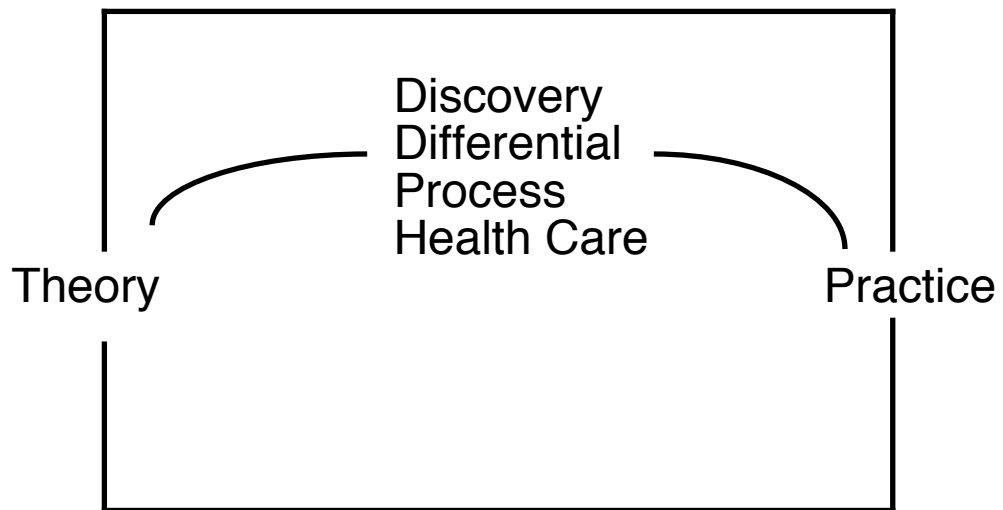 Discovery
Differential
Process
Health Care
Theory
Practice